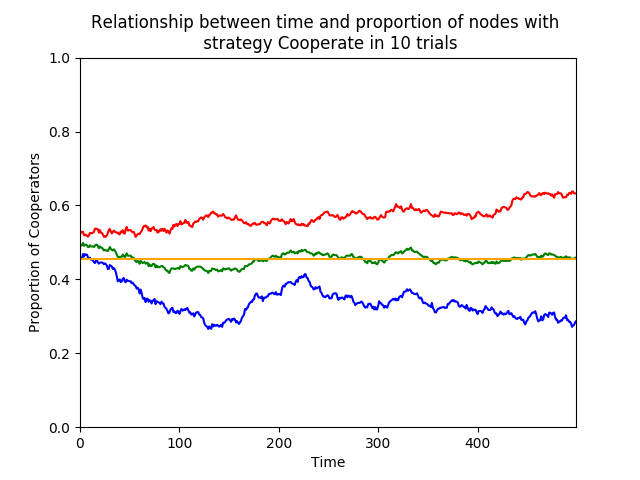 Relationship between time and proportion of nodes with
strategy Cooperate in 10 trials
1.0
0.8
0.6
0.4
0.2
0.0
Proportion of Cooperators
0 100 200 300 400
Time